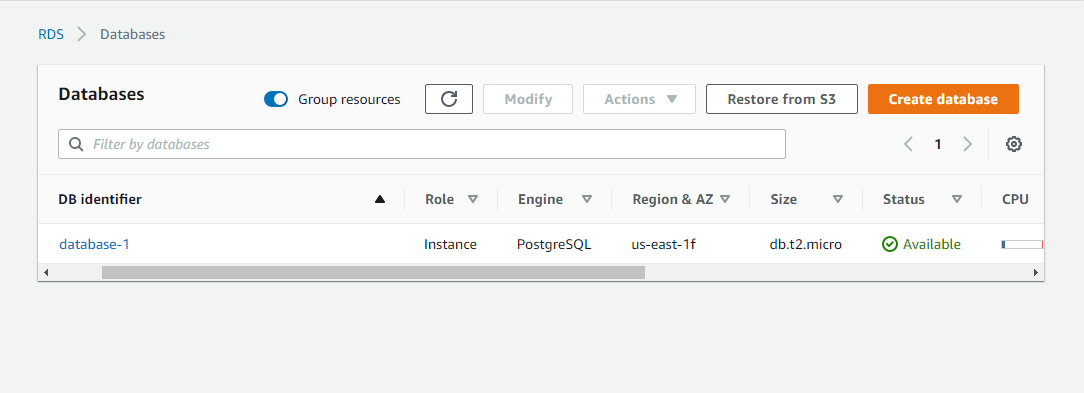 RDS > Databases
Databases Group resources Modify Actions Restore from S3 Create database
Filter by databases 1
DB identifier Role Engine Region & AZ Size Status CPU
database-1 Instance PostgreSQL us-east-1f db.t2.micro Available